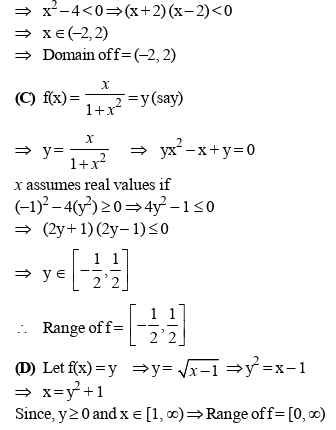 ⇒ x²−4<0⇒(x+2)(x−2)<0
⇒ x∈(−2,2)
⇒ Domain of f=(−2,2)
(C) f(x)= x/(1+x²) =y(say)
⇒ y= x/(1+x²) ⇒ yx²−x+y=0
x assumes real values if
(−1)²−4(y²)≥0⇒4y²−1≤0
⇒ (2y+1)(2y−1)≤0
⇒ y∈[−1/2, 1/2]
∴ Range of f=[−1/2, 1/2]
(D) Let f(x)=y ⇒y=√(x−1) ⇒y²=x−1
⇒ x=y²+1
Since, y≥0 and x∈[1,∞)⇒Range of f=[0,∞)